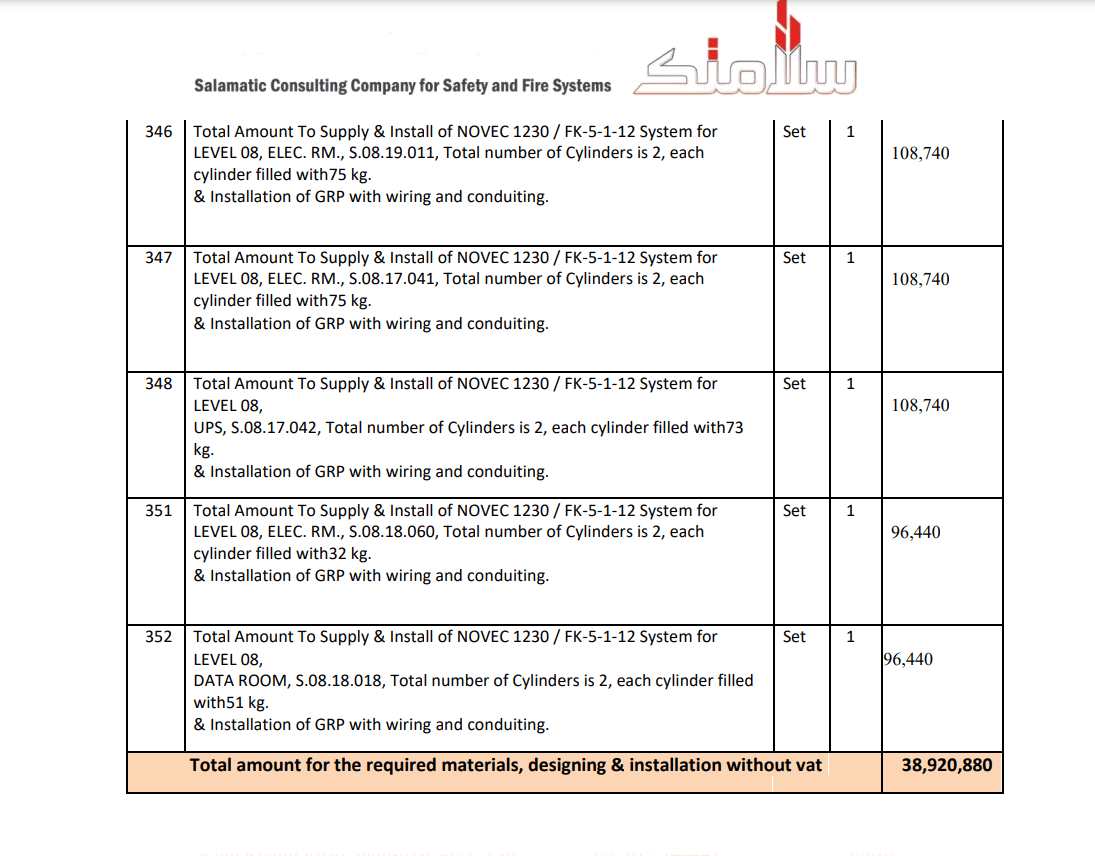 Salamatic Consulting Company for Safety and Fire Systems
سلامتك
346 Total Amount To Supply & Install of NOVEC 1230 / FK-5-1-12 System for Set 1
LEVEL 08, ELEC. RM., S.08.19.011, Total number of Cylinders is 2, each 108,740
cylinder filled with75 kg.
& Installation of GRP with wiring and conduiting.
347 Total Amount To Supply & Install of NOVEC 1230 / FK-5-1-12 System for Set 1
LEVEL 08, ELEC. RM., S.08.17.041, Total number of Cylinders is 2, each 108,740
cylinder filled with75 kg.
& Installation of GRP with wiring and conduiting.
348 Total Amount To Supply & Install of NOVEC 1230 / FK-5-1-12 System for Set 1
LEVEL 08, 108,740
UPS, S.08.17.042, Total number of Cylinders is 2, each cylinder filled with73
kg.
& Installation of GRP with wiring and conduiting.
351 Total Amount To Supply & Install of NOVEC 1230 / FK-5-1-12 System for Set 1
LEVEL 08, ELEC. RM., S.08.18.060, Total number of Cylinders is 2, each 96,440
cylinder filled with32 kg.
& Installation of GRP with wiring and conduiting.
352 Total Amount To Supply & Install of NOVEC 1230 / FK-5-1-12 System for Set 1
LEVEL 08, 96,440
DATA ROOM, S.08.18.018, Total number of Cylinders is 2, each cylinder filled
with51 kg.
& Installation of GRP with wiring and conduiting.
Total amount for the required materials, designing & installation without vat 38,920,880